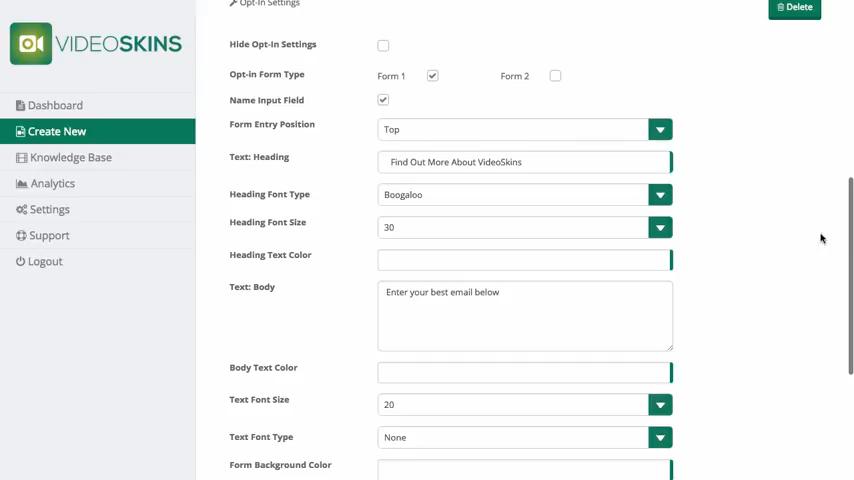 Opt-In Settings
Delete
VIDEOSKINS
Hide Opt-In Settings
Opt-in Form Type
Form 1
Form 2
Name Input Field
Form Entry Position
Top
Text: Heading
Find Out More About VideoSkins
Heading Font Type
Boogaloo
Heading Font Size
30
Heading Text Color
Text: Body
Enter your best email below
Body Text Color
Text Font Size
20
Text Font Type
None
Form Background Color
Dashboard
Create New
Knowledge Base
Analytics
Settings
Support
Logout